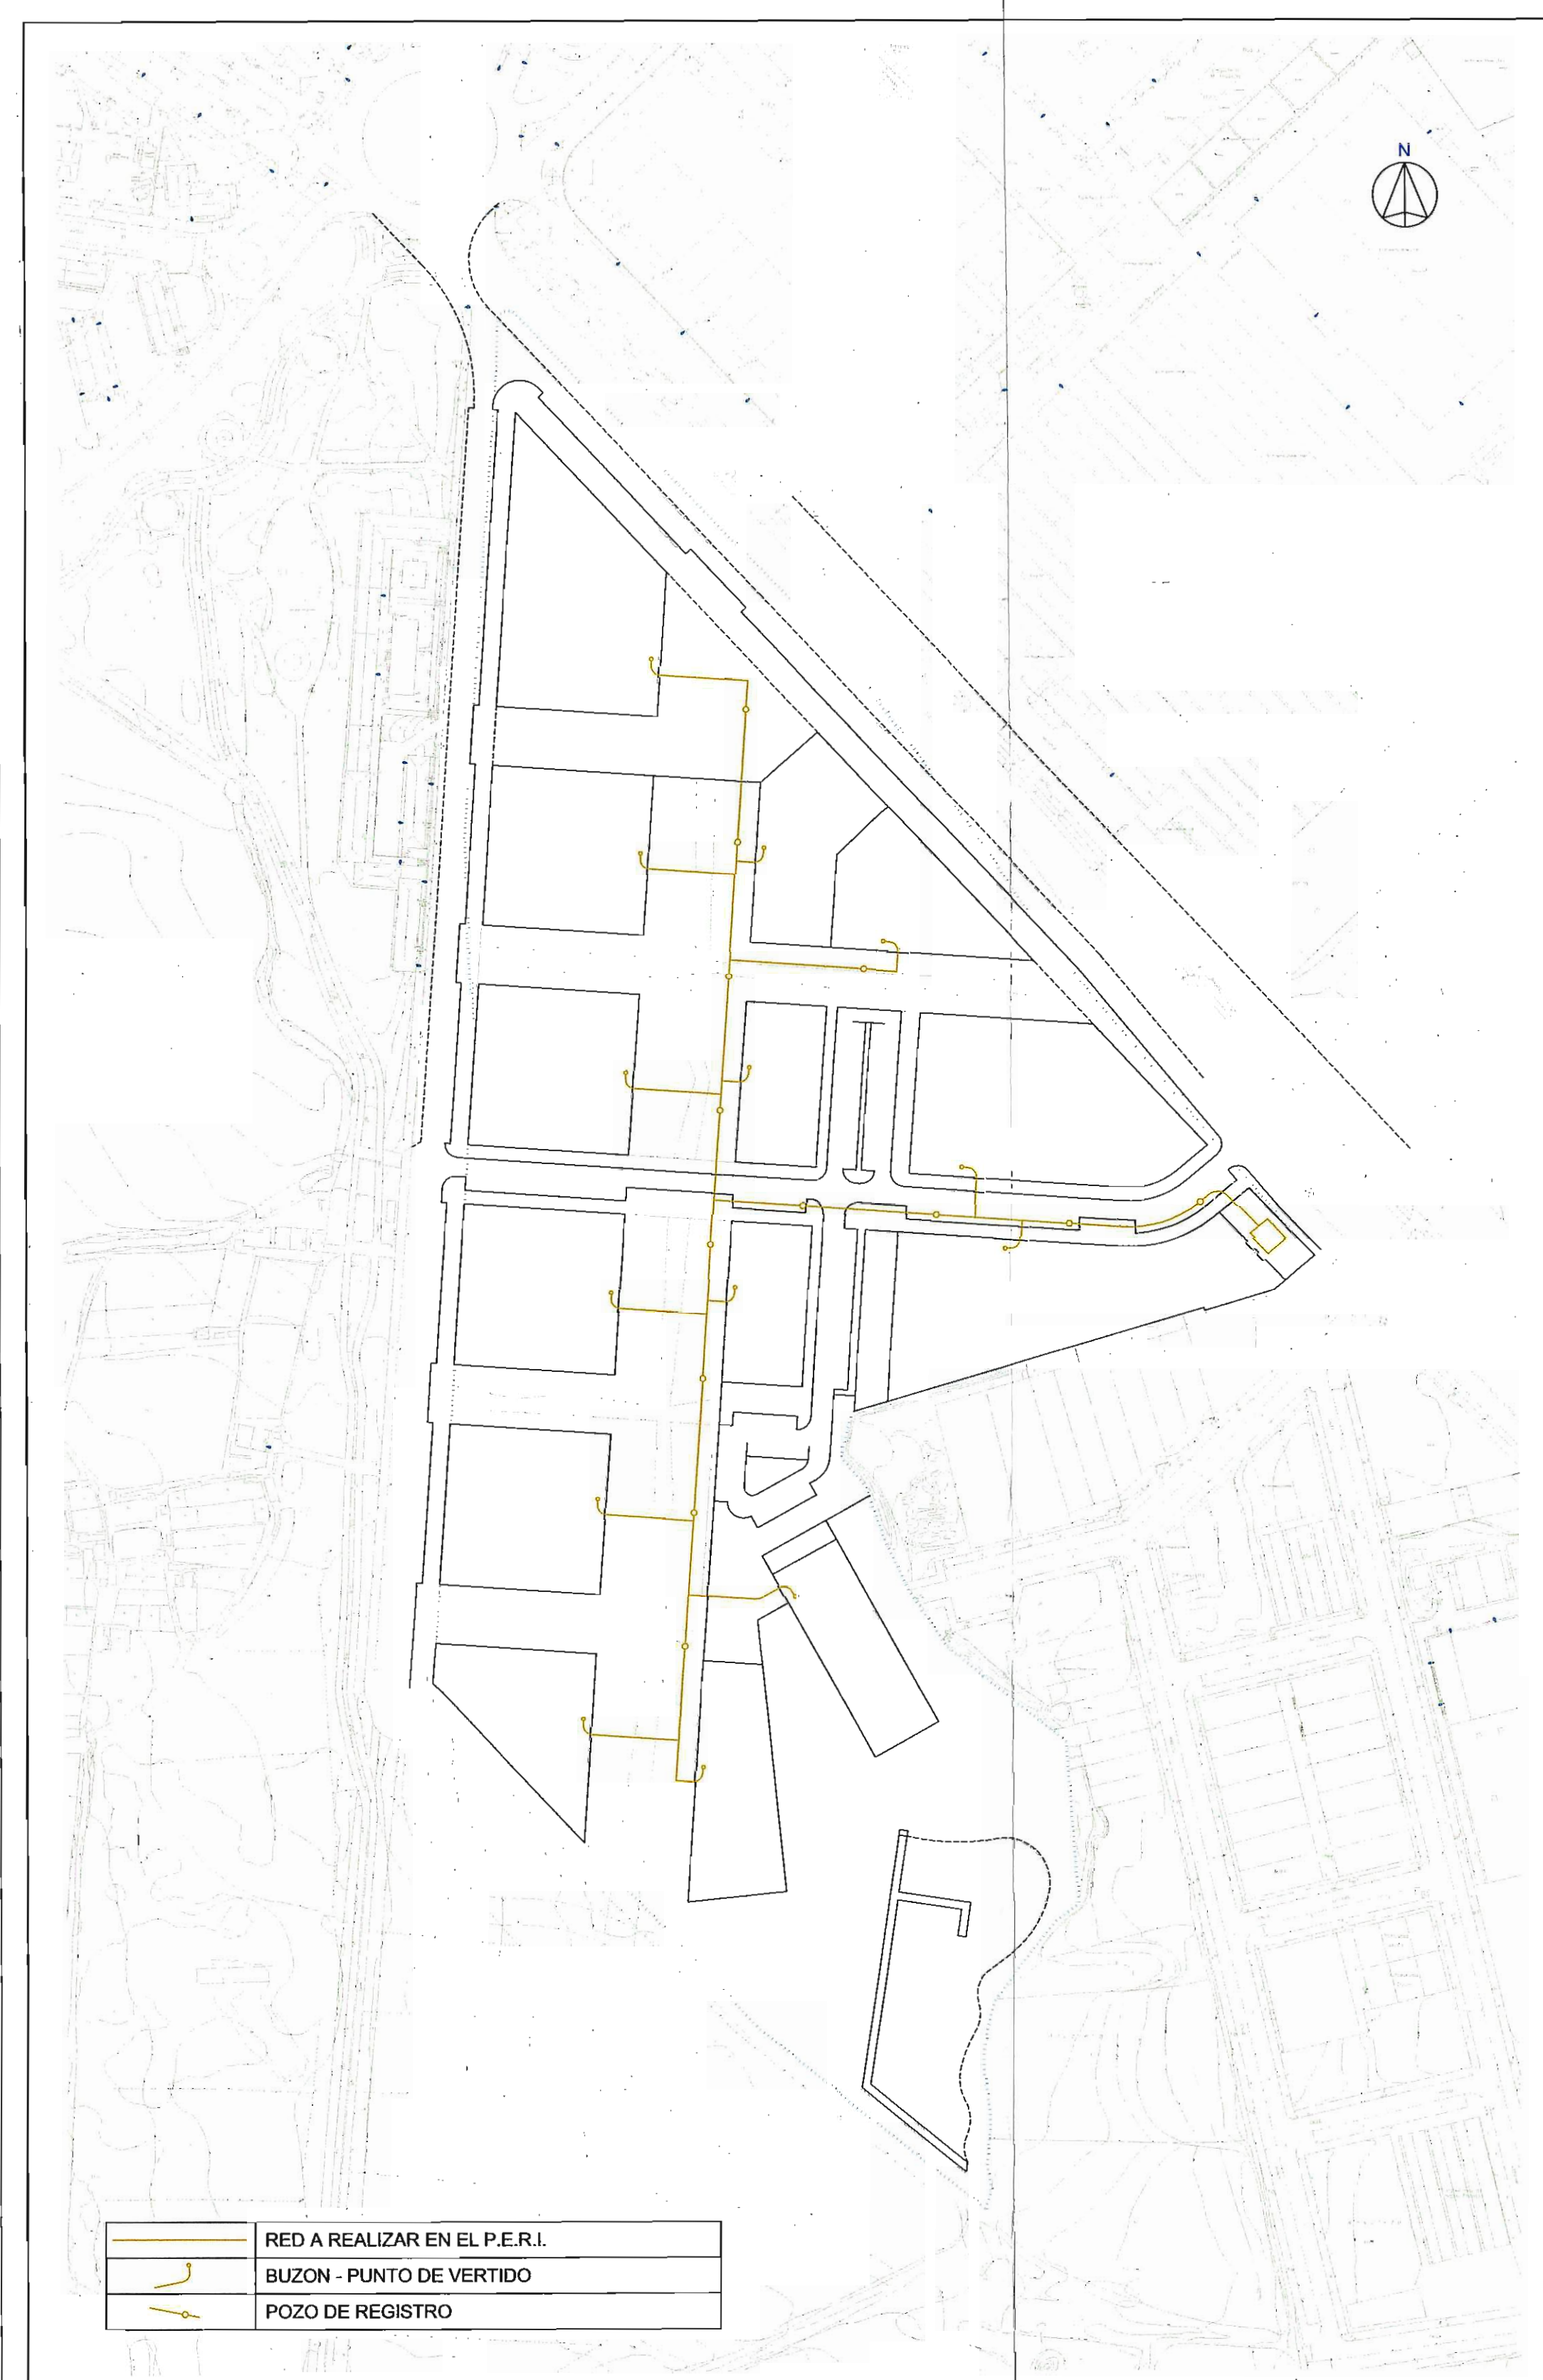 N
RED A REALIZAR EN EL P.E.R.I.
BUZON - PUNTO DE VERTIDO
POZO DE REGISTRO